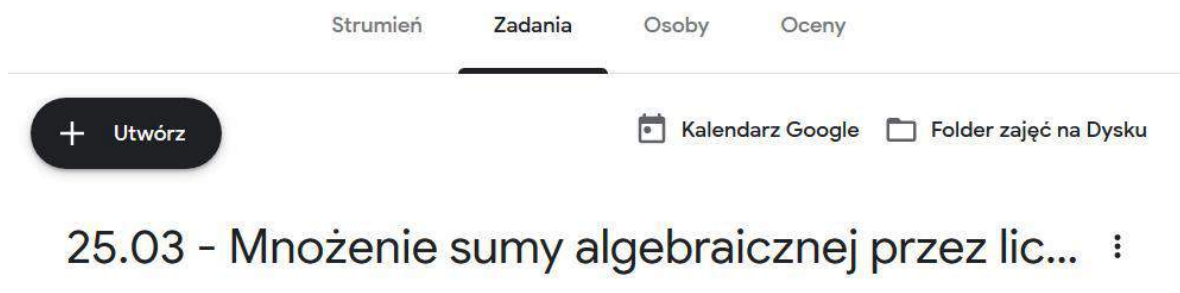 Strumień Zadania Osoby Oceny
+ Utwórz Kalendarz Google Folder zajęć na Dysku
25.03 - Mnożenie sumy algebraicznej przez lic...